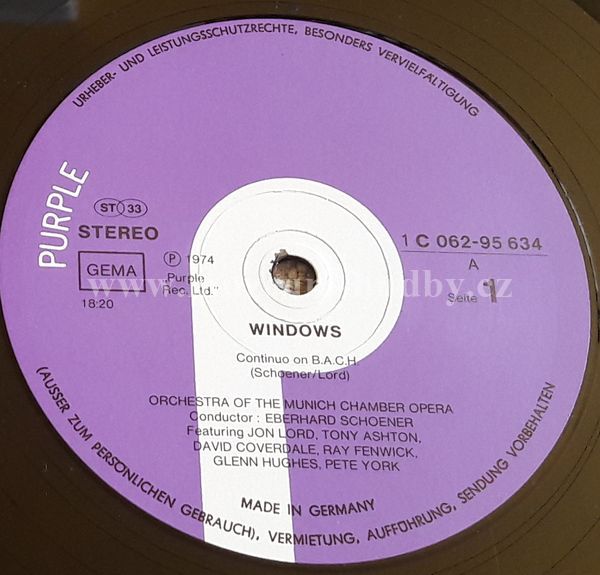 URHEBER- UND LEISTUNGSSCHUTZRECHTE, BESONDERS VERVIELFÄLTIGUNG
PURPLE
ST 33
STEREO
GEMA
18:20
P 1974
Purple
Rec. Ltd."
1 C 062-95 634
A
Seite 1
WINDOWS
Continuo on B.A.C.H.
(Schoener/Lord)
ORCHESTRA OF THE MUNICH CHAMBER OPERA
Conductor : EBERHARD SCHOENER
Featuring JON LORD, TONY ASHTON,
DAVID COVERDALE, RAY FENWICK,
GLENN HUGHES, PETE YORK
MADE IN GERMANY
(AUSSER ZUM PERSÖNLICHEN GEBRAUCH), VERMIETUNG, AUFFÜHRUNG, SENDUNG VORBEHALTEN